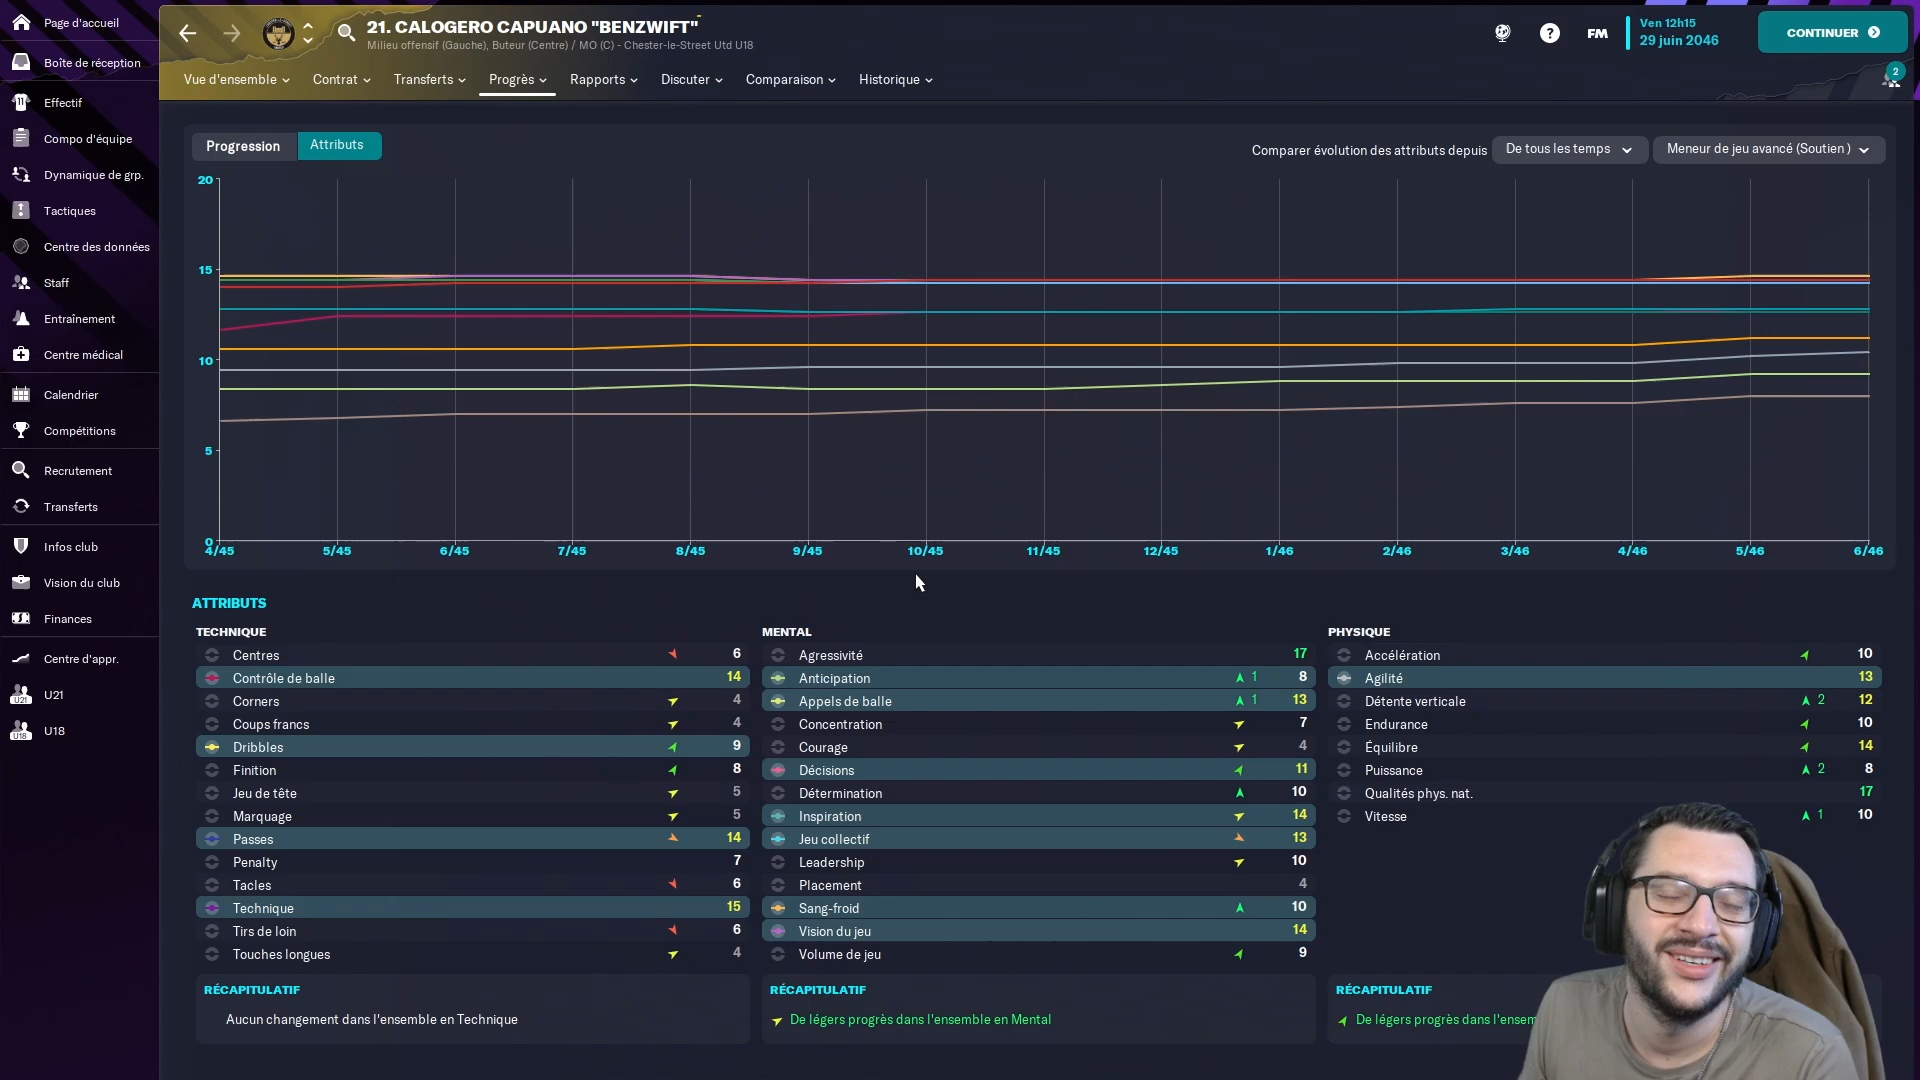 Page d'accueil
Boîte de réception
Effectif
Compo d'équipe
Dynamique de grp.
Tactiques
Centre des données
Staff
Entraînement
Centre médical
Calendrier
Compétitions
Recrutement
Transferts
Infos club
Vision du club
Finances
Centre d'appr.
U21
U21
U18
U18
21. CALOGERO CAPUANO "BENZWIFT"
Milieu offensif (Gauche), Buteur (Centre) / MO (C) - Chester-le-Street Utd U18
?
FM
Ven 12h15
29 juin 2046
CONTINUER
Vue d'ensemble
Contrat
Transferts
Progrès
Rapports
Discuter
Comparaison
Historique
2
Progression
Attributs
Comparer évolution des attributs depuis
De tous les temps
Meneur de jeu avancé (Soutien )
20
15
10
5
0
4/45 5/45 6/45 7/45 8/45 9/45 10/45 11/45 12/45 1/46 2/46 3/46 4/46 5/46 6/46
ATTRIBUTS
TECHNIQUE
Centres 6
Contrôle de balle 14
Corners 4
Coups francs 4
Dribbles 9
Finition 8
Jeu de tête 5
Marquage 5
Passes 14
Penalty 7
Tacles 6
Technique 15
Tirs de loin 6
Touches longues 4
RÉCAPITULATIF
Aucun changement dans l'ensemble en Technique
MENTAL
Agressivité 17
Anticipation 1 8
Appels de balle 1 13
Concentration 7
Courage 4
Décisions 11
Détermination 10
Inspiration 14
Jeu collectif 13
Leadership 10
Placement 4
Sang-froid 10
Vision du jeu 14
Volume de jeu 9
RÉCAPITULATIF
De légers progrès dans l'ensemble en Mental
PHYSIQUE
Accélération 10
Agilité 13
Détente verticale 2 12
Endurance 10
Équilibre 14
Puissance 2 8
Qualités phys. nat. 17
Vitesse 1 10
RÉCAPITULATIF
De légers progrès dans l'ensem